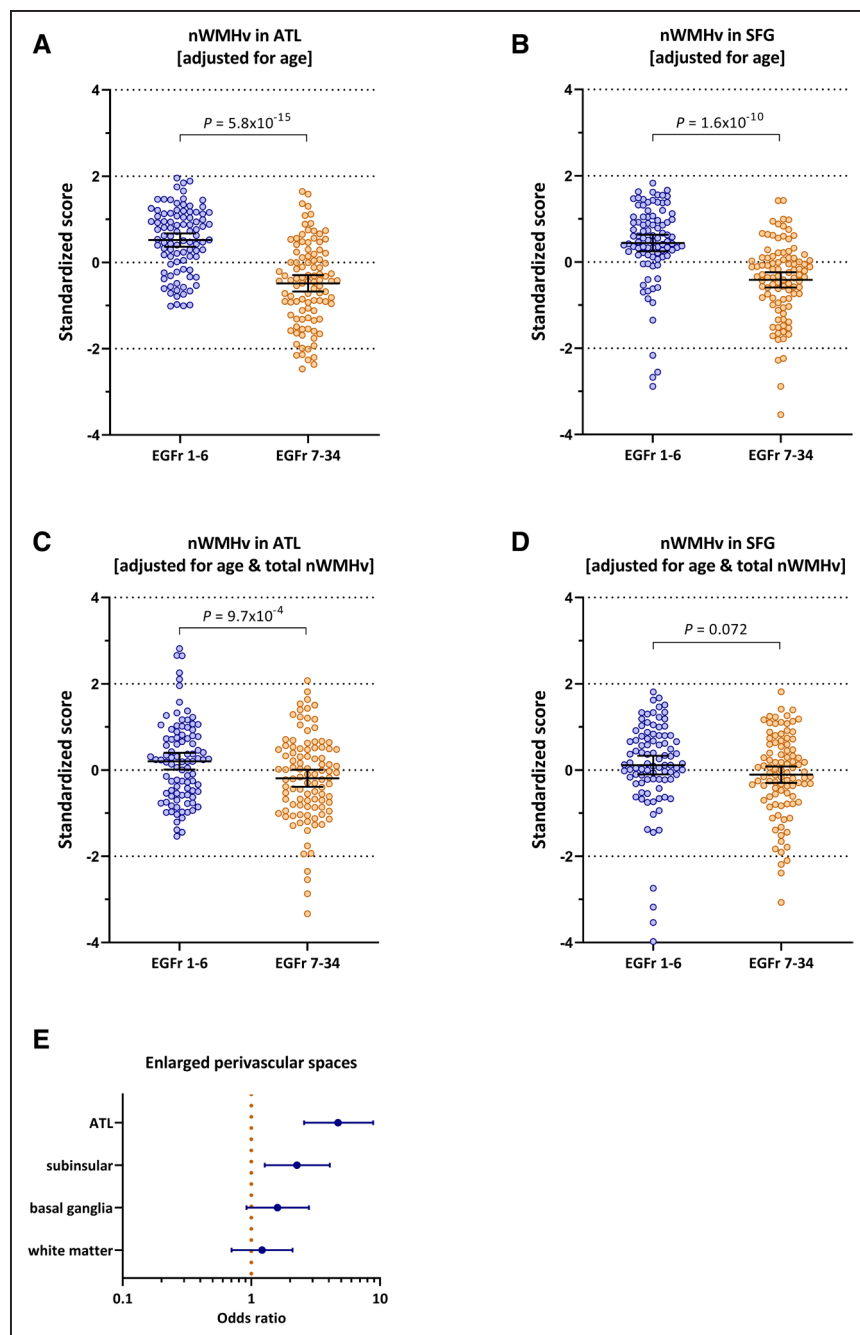 A
nWMHv in ATL
[adjusted for age]
Standardized score
4
2
0
-2
-4
P = 5.8x10⁻¹⁵
EGFr 1-6
EGFr 7-34
B
nWMHv in SFG
[adjusted for age]
Standardized score
4
2
0
-2
-4
P = 1.6x10⁻¹⁰
EGFr 1-6
EGFr 7-34
C
nWMHv in ATL
[adjusted for age & total nWMHv]
Standardized score
4
2
0
-2
-4
P = 9.7x10⁻⁴
EGFr 1-6
EGFr 7-34
D
nWMHv in SFG
[adjusted for age & total nWMHv]
Standardized score
4
2
0
-2
-4
P = 0.072
EGFr 1-6
EGFr 7-34
E
Enlarged perivascular spaces
ATL
subinsular
basal ganglia
white matter
0.1
1
10
Odds ratio